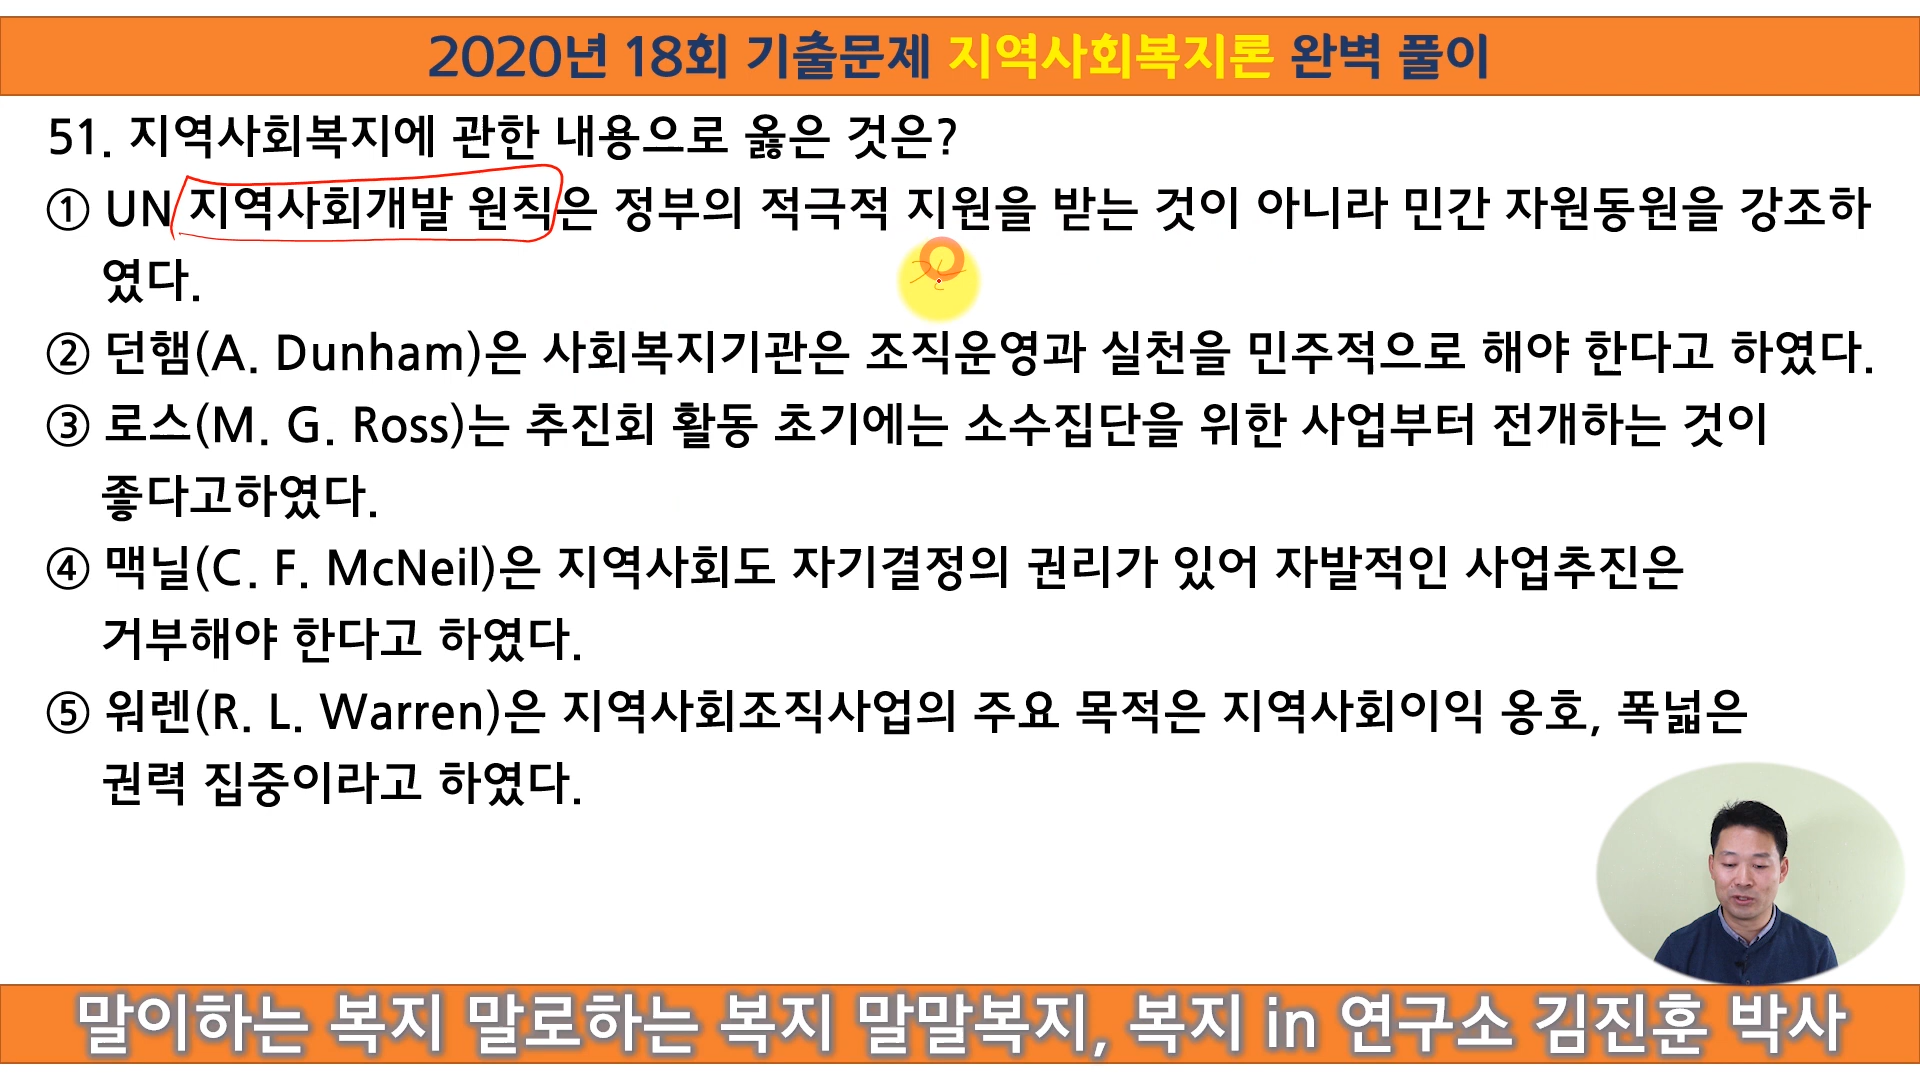 2020년 18회 기출문제 지역사회복지론 완벽 풀이
51. 지역사회복지에 관한 내용으로 옳은 것은?
① UN 지역사회개발 원칙은 정부의 적극적 지원을 받는 것이 아니라 민간 자원동원을 강조하
였다.
② 던햄(A. Dunham)은 사회복지기관은 조직운영과 실천을 민주적으로 해야 한다고 하였다.
③ 로스(M. G. Ross)는 추진회 활동 초기에는 소수집단을 위한 사업부터 전개하는 것이
좋다고하였다.
④ 맥닐(C. F. McNeil)은 지역사회도 자기결정의 권리가 있어 자발적인 사업추진은
거부해야 한다고 하였다.
⑤ 워렌(R. L. Warren)은 지역사회조직사업의 주요 목적은 지역사회이익 옹호, 폭넓은
권력 집중이라고 하였다.
말이하는 복지 말로하는 복지 말말복지, 복지 in 연구소 김진훈 박사